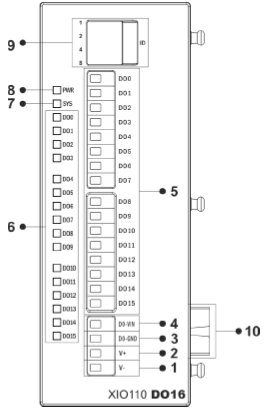 9
1
2
4
8
ID
8 PWR
7 SYS
6
DO0
DO1
DO2
DO3
DO4
DO5
DO6
DO7
DO8
DO9
DO10
DO11
DO12
DO13
DO14
DO15
DO0
DO1
DO2
DO3
DO4
DO5
DO6
DO7
5
DO8
DO9
DO10
DO11
DO12
DO13
DO14
DO15
DO-VIN 4
DO-GND 3
V+ 2
V- 1
10
XIO110 DO16